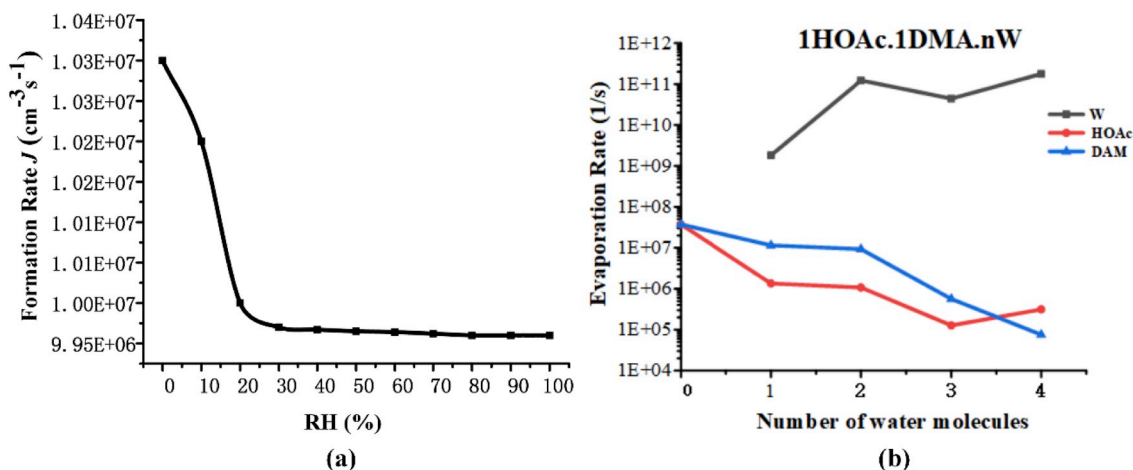 1. 04E+07
1. 03E+07
1. 03E+07
1. 02E+07
1. 02E+07
1. 01E+07
1. 01E+07
1. 00E+07
9. 95E+06
Formation Rate J (cm⁻³s⁻¹)
0 10 20 30 40 50 60 70 80 90 100
RH (%)
(a)
1HOAc.1DMA.nW
1E+12
1E+11
1E+10
1E+09
1E+08
1E+07
1E+06
1E+05
1E+04
Evaporation Rate (1/s)
W
HOAc
DAM
0 1 2 3 4
Number of water molecules
(b)